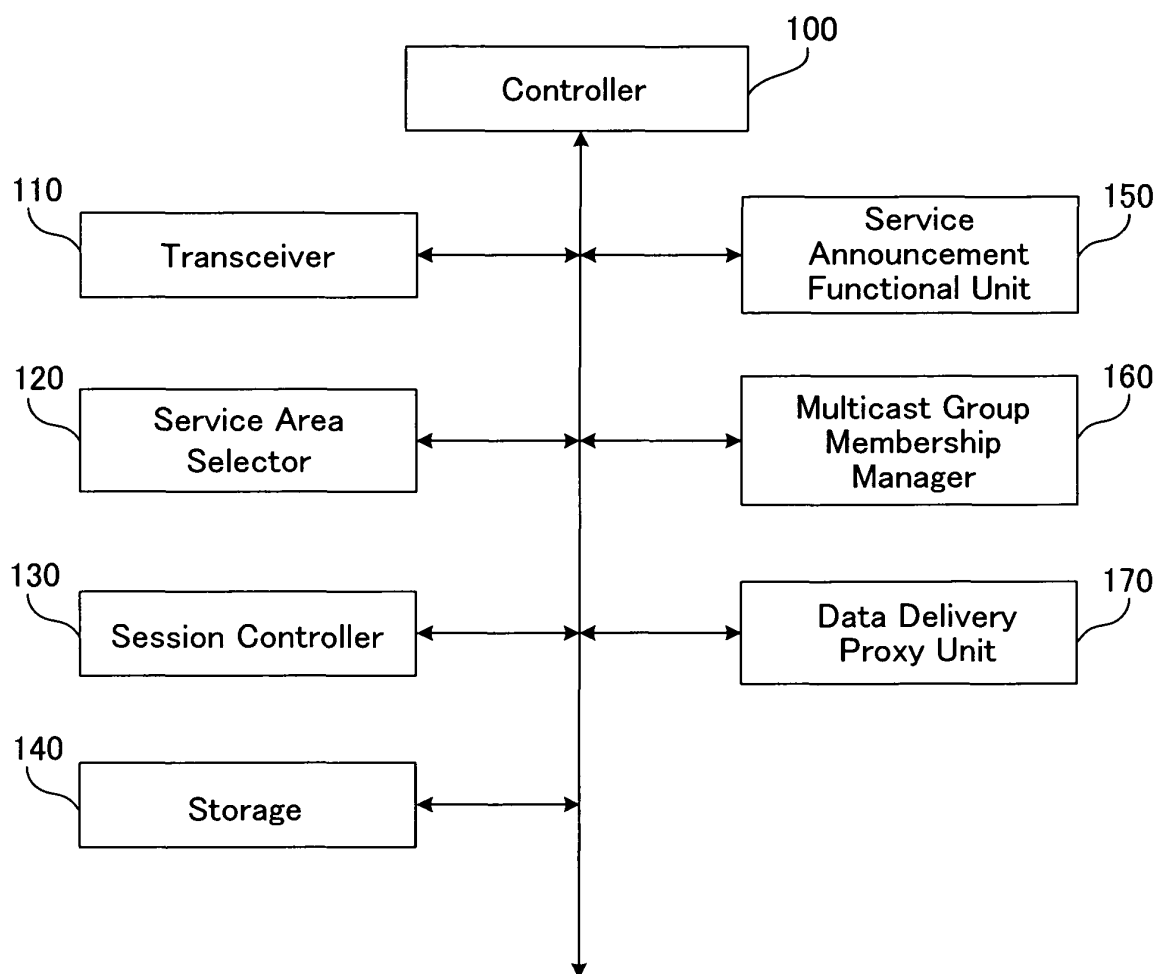 100
Controller
110
Transceiver
150
Service
Announcement
Functional Unit
120
Service Area
Selector
160
Multicast Group
Membership
Manager
130
Session Controller
170
Data Delivery
Proxy Unit
140
Storage